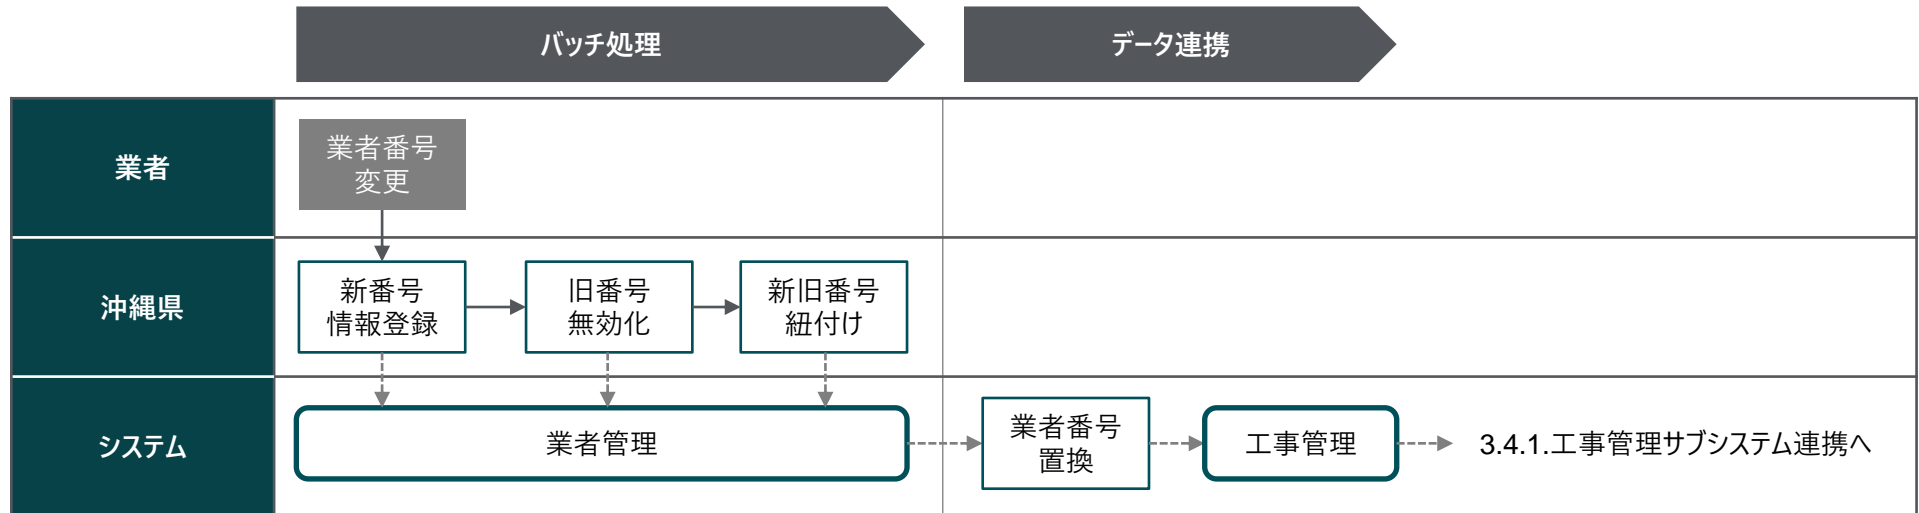 バッチ処理
データ連携
業者
業者番号
変更
沖縄県
新番号
情報登録
旧番号
無効化
新旧番号
紐付け
システム
業者管理
業者番号
置換
工事管理
3.4.1.工事管理サブシステム連携へ